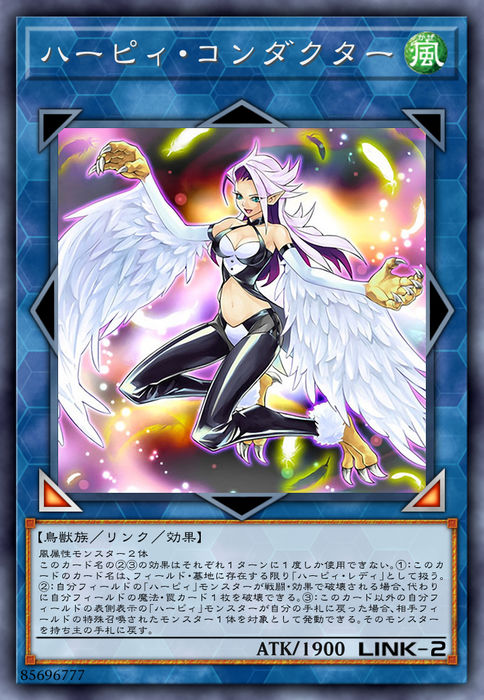 ハーピィ・コンダクター
かぜ
風
【鳥獣族／リンク／効果】
風属性モンスター２体
このカード名の②③の効果はそれぞれ１ターンに１度しか使用できない。①：このカ
ードのカード名は、フィールド・墓地に存在する限り「ハーピィ・レディ」として扱う。
②：自分フィールドの「ハーピィ」モンスターが戦闘・効果で破壊される場合、代わり
に自分フィールドの魔法・罠カード１枚を破壊できる。③：このカード以外の自分フ
ィールドの表側表示の「ハーピィ」モンスターが自分の手札に戻った場合、相手フィ
ールドの特殊召喚されたモンスター１体を対象として発動できる。そのモンスター
を持ち主の手札に戻す。
ATK/1900 LINK-2
85696777